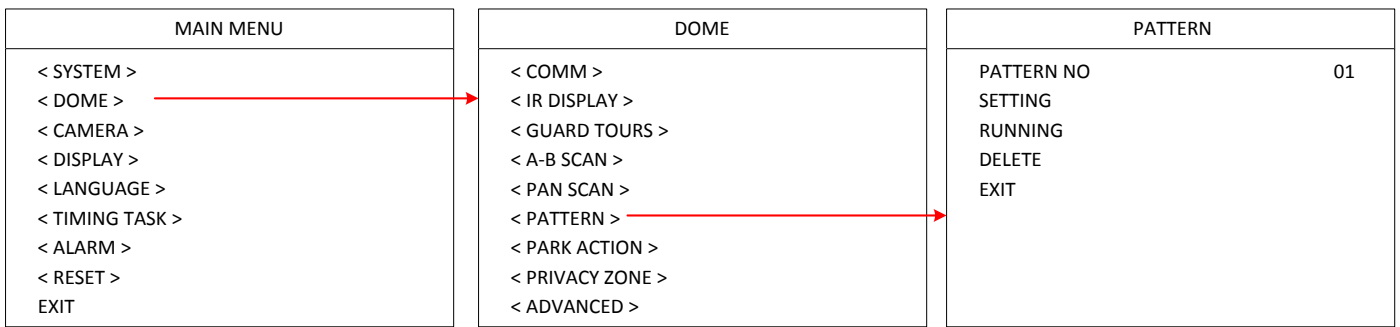 MAIN MENU
< SYSTEM >
< DOME >
< CAMERA >
< DISPLAY >
< LANGUAGE >
< TIMING TASK >
< ALARM >
< RESET >
EXIT
DOME
< COMM >
< IR DISPLAY >
< GUARD TOURS >
< A-B SCAN >
< PAN SCAN >
< PATTERN >
< PARK ACTION >
< PRIVACY ZONE >
< ADVANCED >
PATTERN
PATTERN NO 01
SETTING
RUNNING
DELETE
EXIT